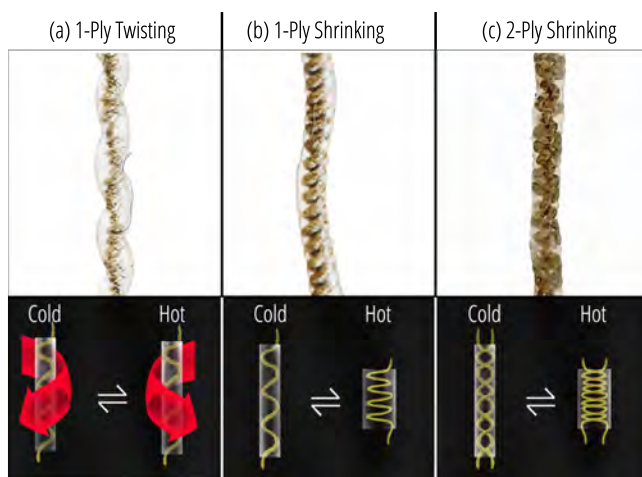 (a) 1-Ply Twisting
(b) 1-Ply Shrinking
(c) 2-Ply Shrinking
Cold Hot
Cold Hot
Cold Hot